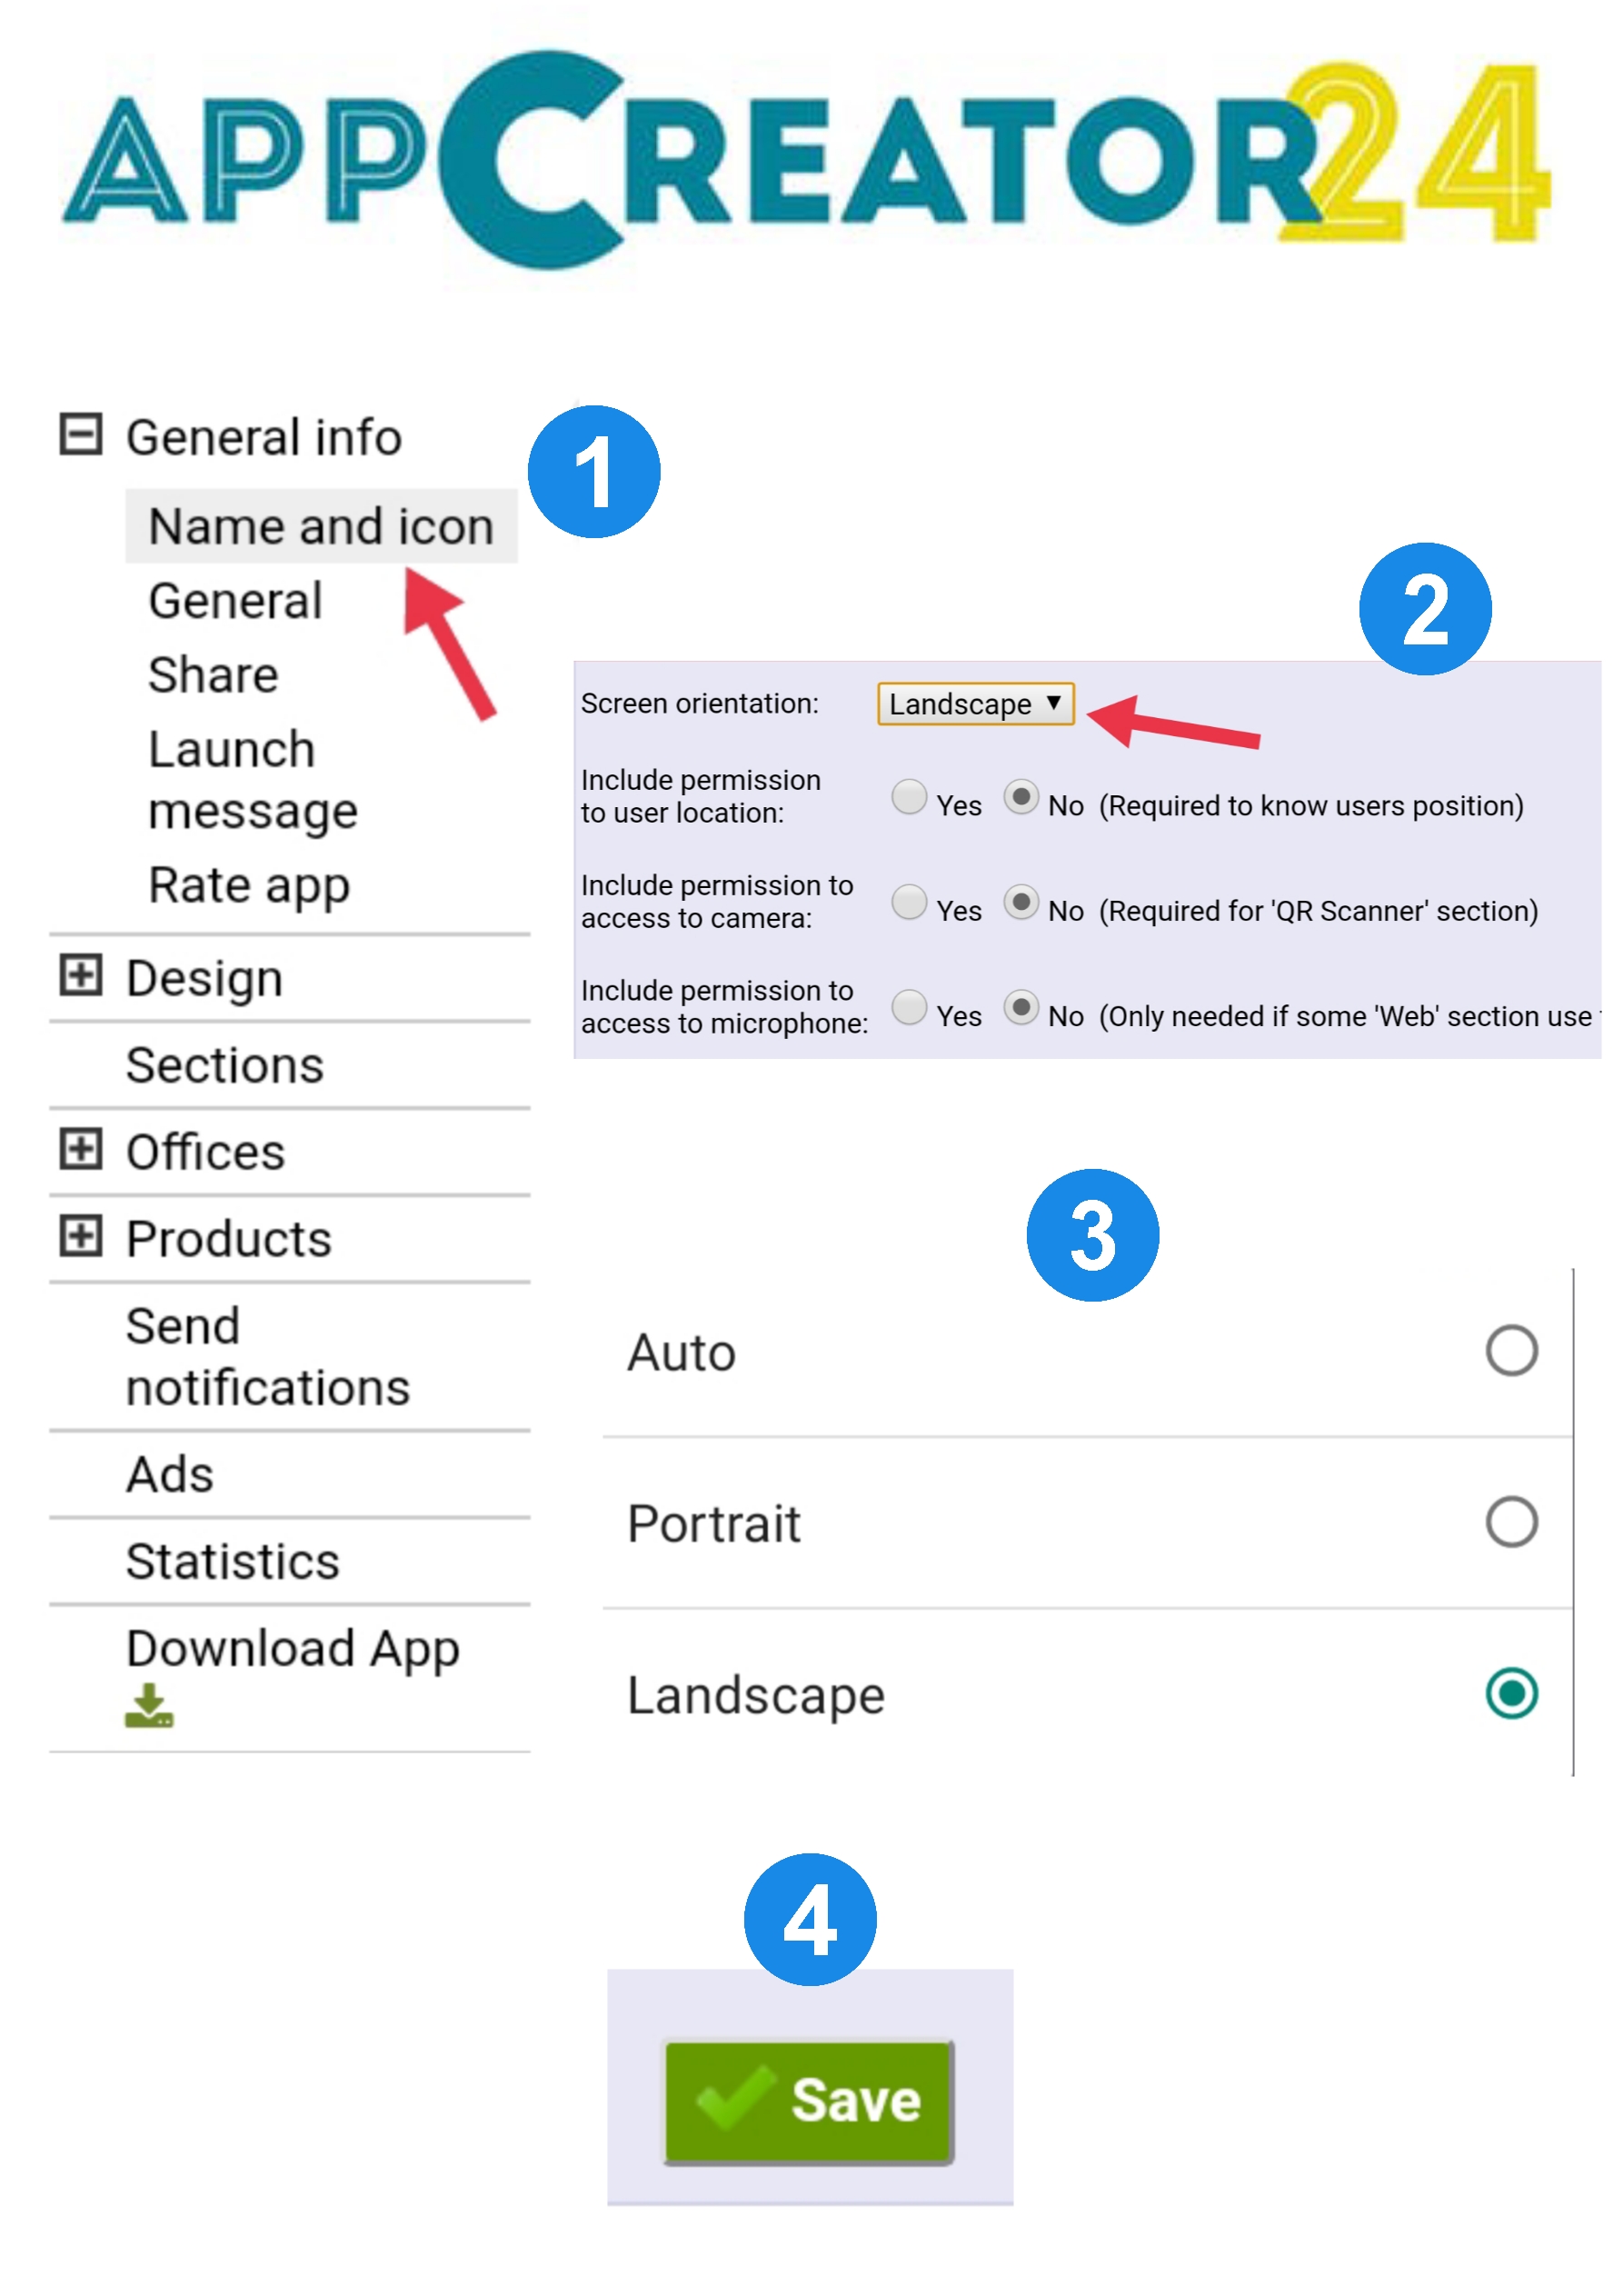 APPCREATOR24
General info
1
Name and icon
General
Share
Launch
message
Rate app
Design
Sections
Offices
Products
Send
notifications
Ads
Statistics
Download App
2
Screen orientation: Landscape ▼
Include permission
to user location: Yes No (Required to know users position)
Include permission to
access to camera: Yes No (Required for 'QR Scanner' section)
Include permission to
access to microphone: Yes No (Only needed if some 'Web' section use
3
Auto
Portrait
Landscape
4
Save